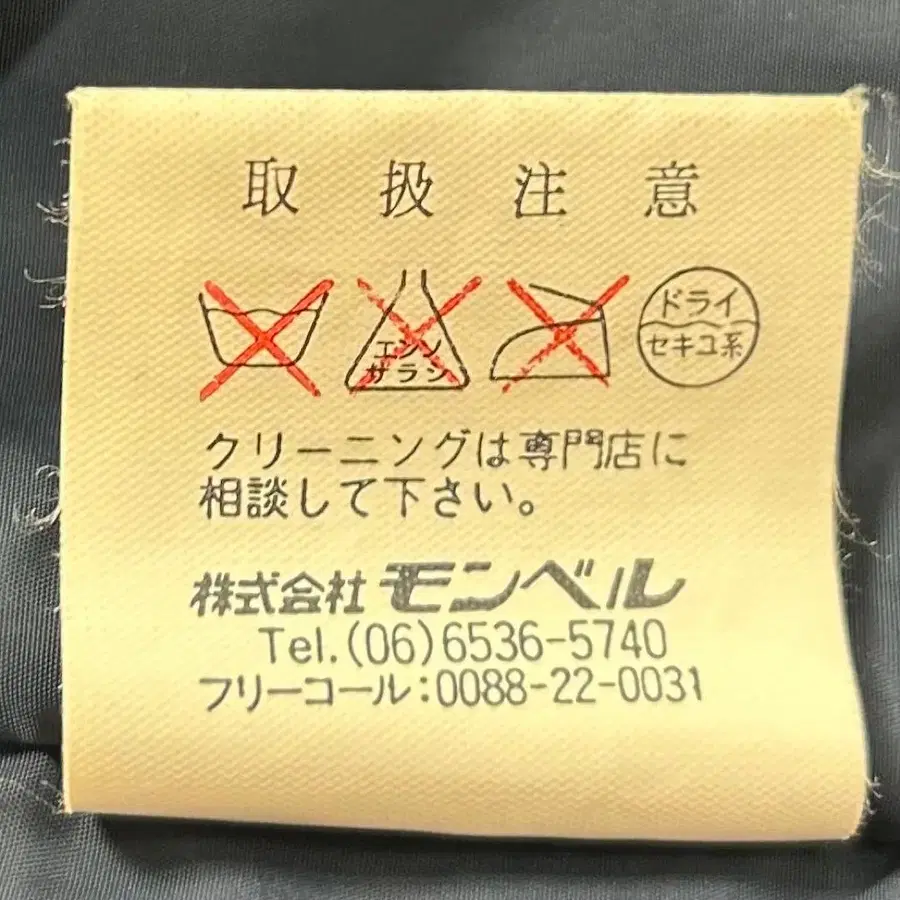 取扱注意
エンソ
サラシ
ドライ
セキユ系
クリーニングは専門店に
相談して下さい。
株式会社 モンベル
Tel.(06)6536-5740
フリーコール:0088-22-0031